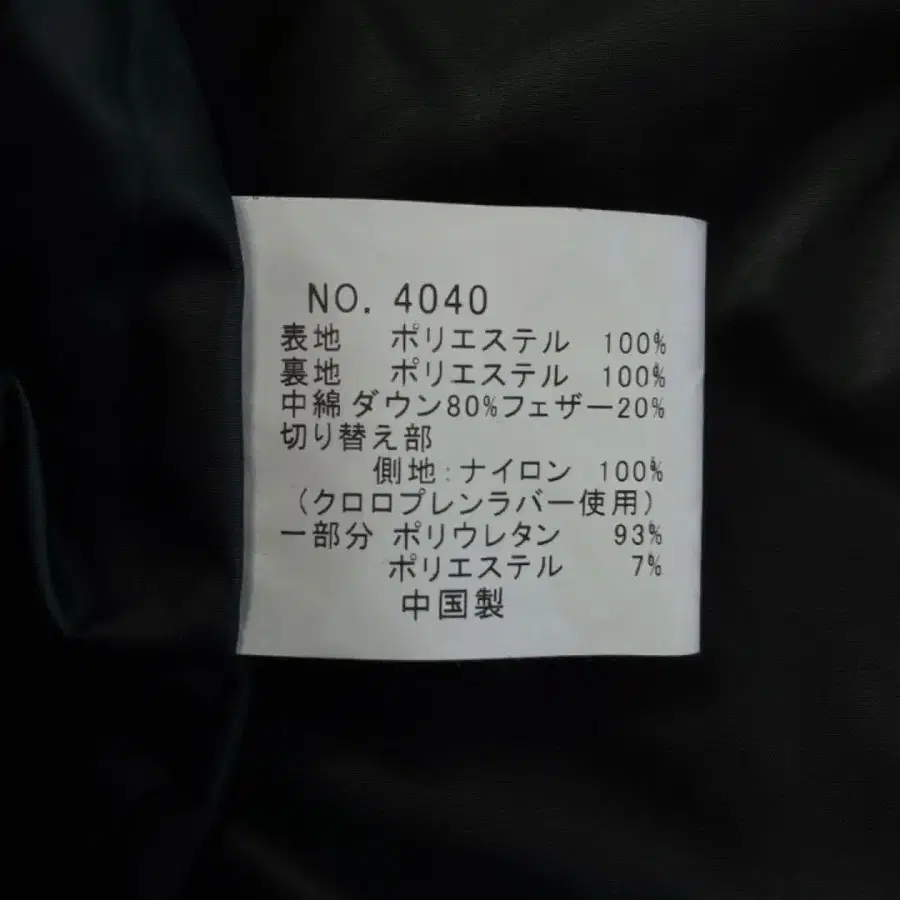 NO. 4040
表地 ポリエステル 100%
裏地 ポリエステル 100%
中綿 ダウン80%フェザー20%
切り替え部
側地:ナイロン 100%
(クロロプレンラバー使用)
一部分 ポリウレタン 93%
ポリエステル 7%
中国製